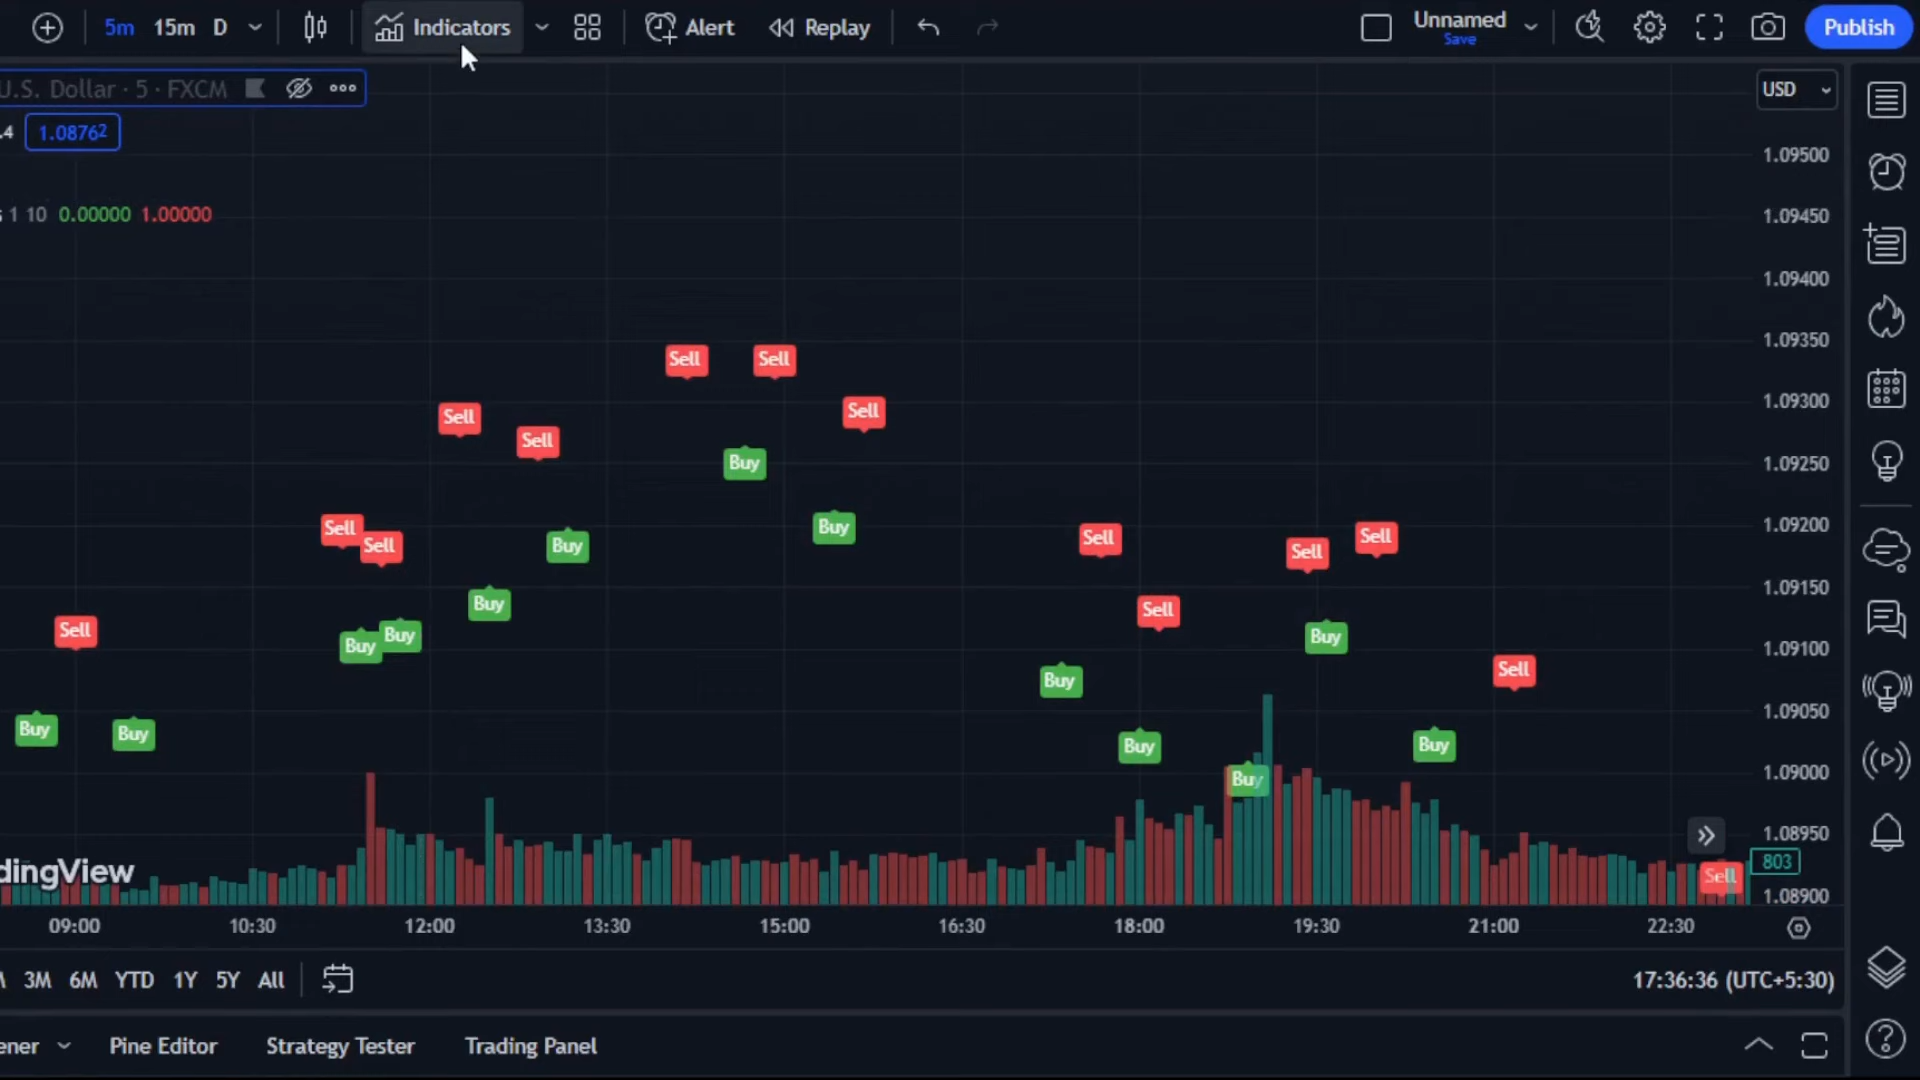 5m 15m D Indicators Alert Replay Unnamed Save Publish
U.S. Dollar · 5 · FXCM USD
.4 1.08762
1.09500
1 10 0.00000 1.00000 1.09450
1.09400
Sell Sell 1.09350
Sell Sell Sell 1.09300
Buy 1.09250
Sell Sell Buy Buy Sell Sell Sell 1.09200
Buy 1.09150
Sell Buy Buy Sell Buy 1.09100
Buy Sell
Buy Buy Buy Buy 1.09050
Buy 1.09000
1.08950
dingView 803
Sell 1.08900
09:00 10:30 12:00 13:30 15:00 16:30 18:00 19:30 21:00 22:30
3M 6M YTD 1Y 5Y All 17:36:36 (UTC+5:30)
ener Pine Editor Strategy Tester Trading Panel